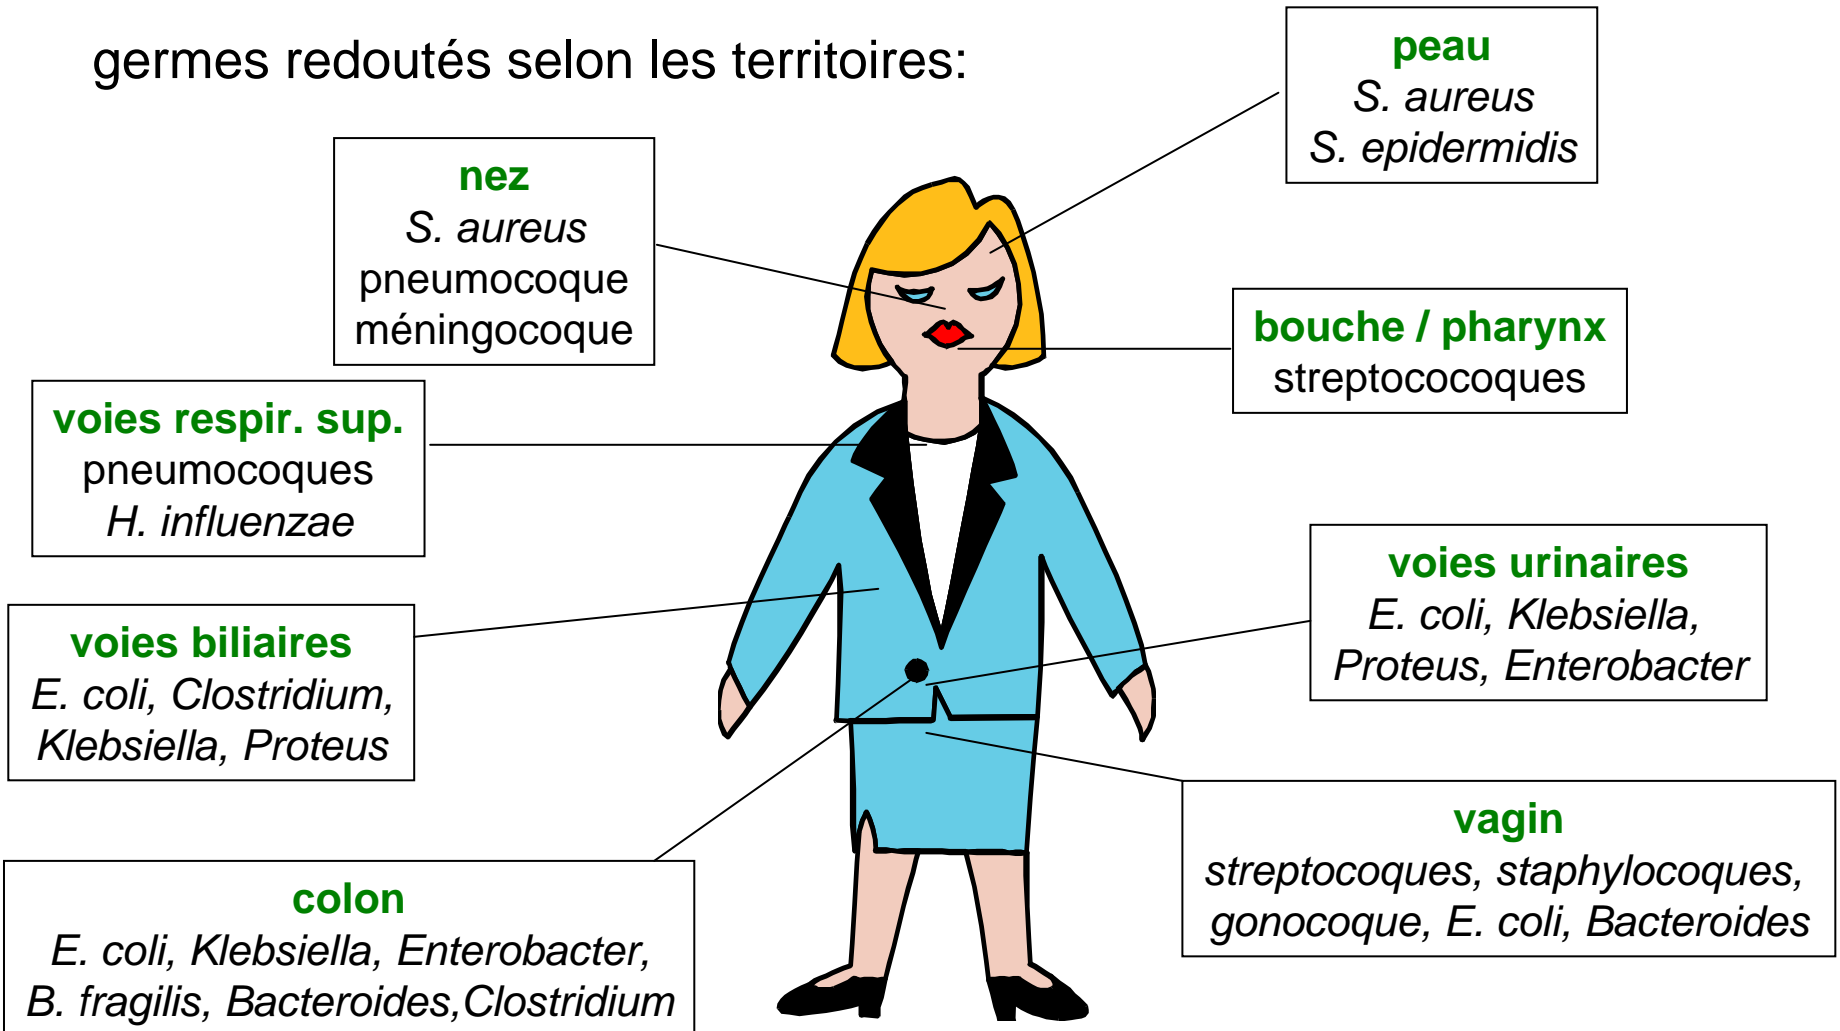 germes redoutés selon les territoires:
peau
S. aureus
S. epidermidis
nez
S. aureus
pneumocoque
méningocoque
bouche / pharynx
streptococoques
voies respir. sup.
pneumocoques
H. influenzae
voies urinaires
E. coli, Klebsiella,
Proteus, Enterobacter
voies biliaires
E. coli, Clostridium,
Klebsiella, Proteus
vagin
streptocoques, staphylocoques,
gonocoque, E. coli, Bacteroides
colon
E. coli, Klebsiella, Enterobacter,
B. fragilis, Bacteroides,Clostridium